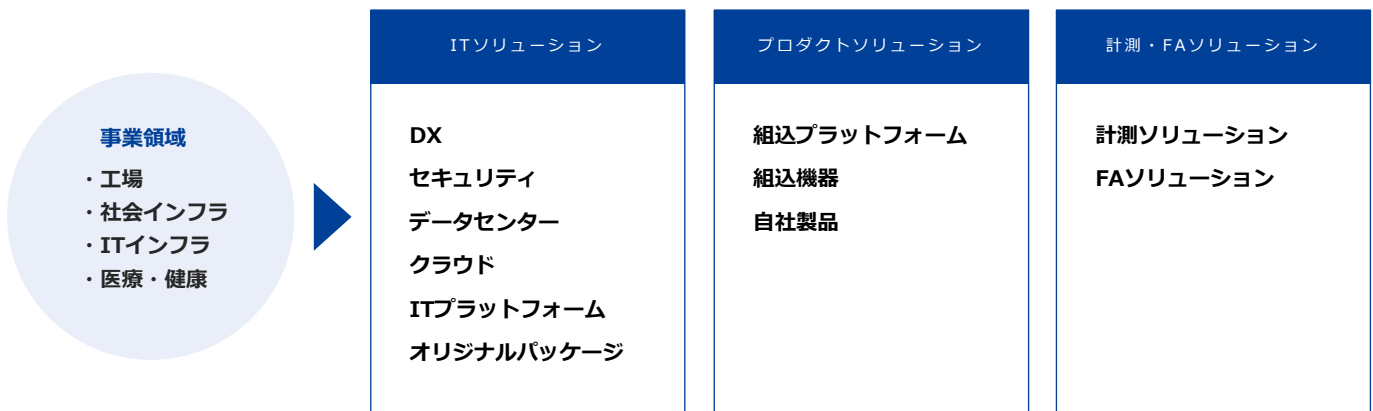 事業領域
・工場
・社会インフラ
・ITインフラ
・医療・健康
ITソリューション
DX
セキュリティ
データセンター
クラウド
ITプラットフォーム
オリジナルパッケージ
プロダクトソリューション
組込プラットフォーム
組込機器
自社製品
計測・FAソリューション
計測ソリューション
FAソリューション